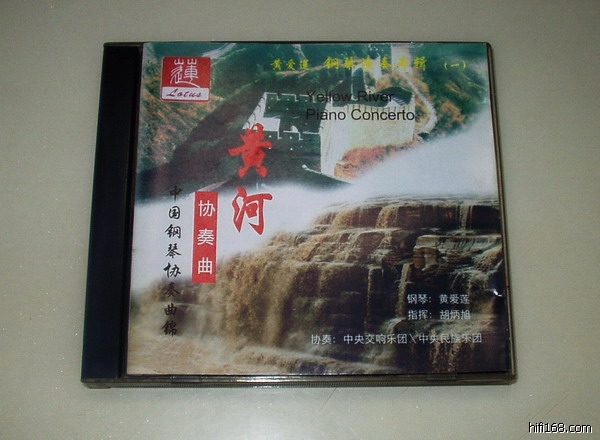 蓮
Lotus
黄爱莲 钢琴独奏专辑 (一)
Yellow River
Piano Concerto
黄河
协奏曲
中国钢琴协奏曲锦
钢琴：黄爱莲
指挥：胡炳旭
协奏：中央交响乐团\中央民族乐团
hifi168.com